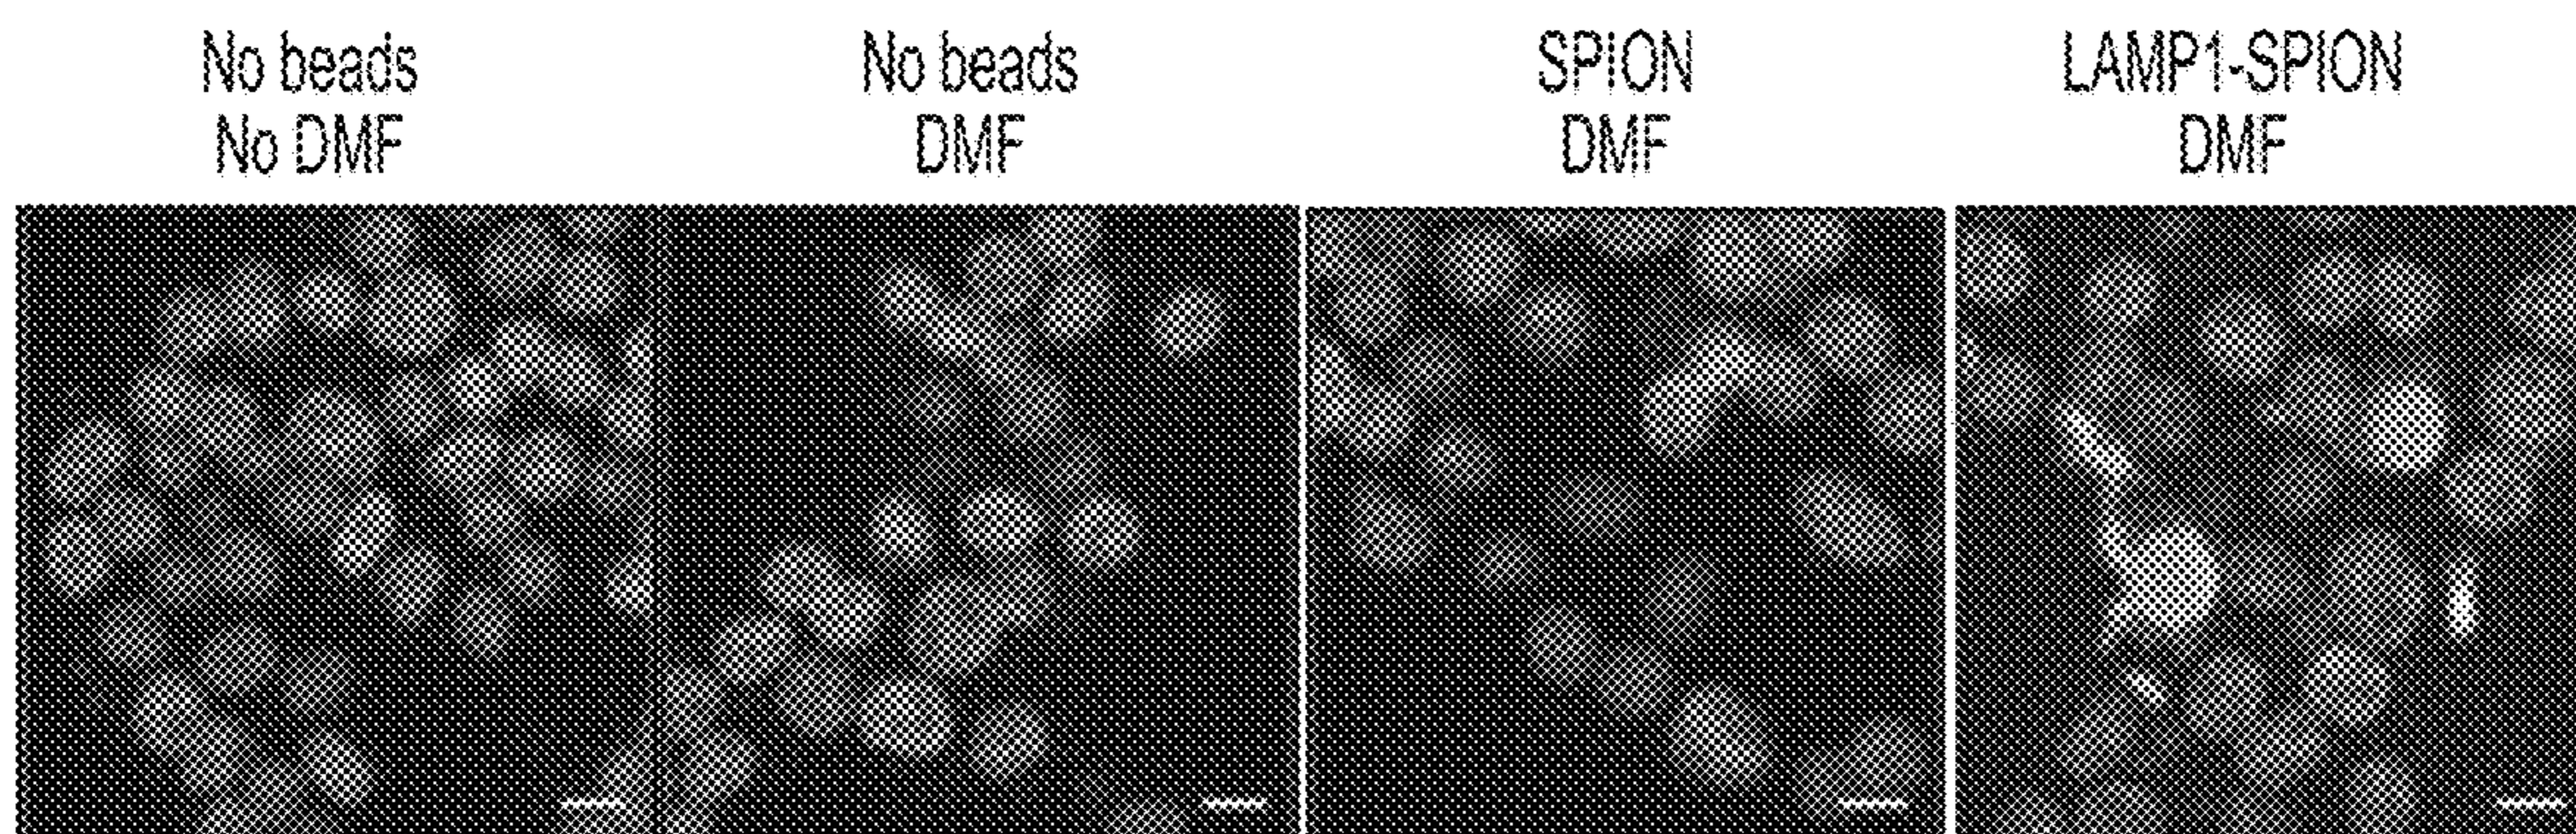 No beads
No DMF
No beads
DMF
SPION
DMF
LAMP1-SPION
DMF